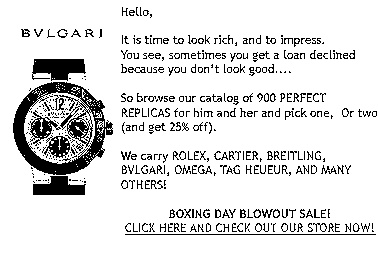 Hello,
BVLGARI
It is time to look rich, and to impress.
You see, sometimes you get a loan declined
because you don't look good....
So browse our catalog of 900 PERFECT
REPLICAS for him and her and pick one, Or two
(and get 25% off).
We carry ROLEX, CARTIER, BREITLING,
BVLGARI, OMEGA, TAG HEUEUR, AND MANY
OTHERS!
BOXING DAY BLOWOUT SALE!
CLICK HERE AND CHECK OUT OUR STORE NOW!